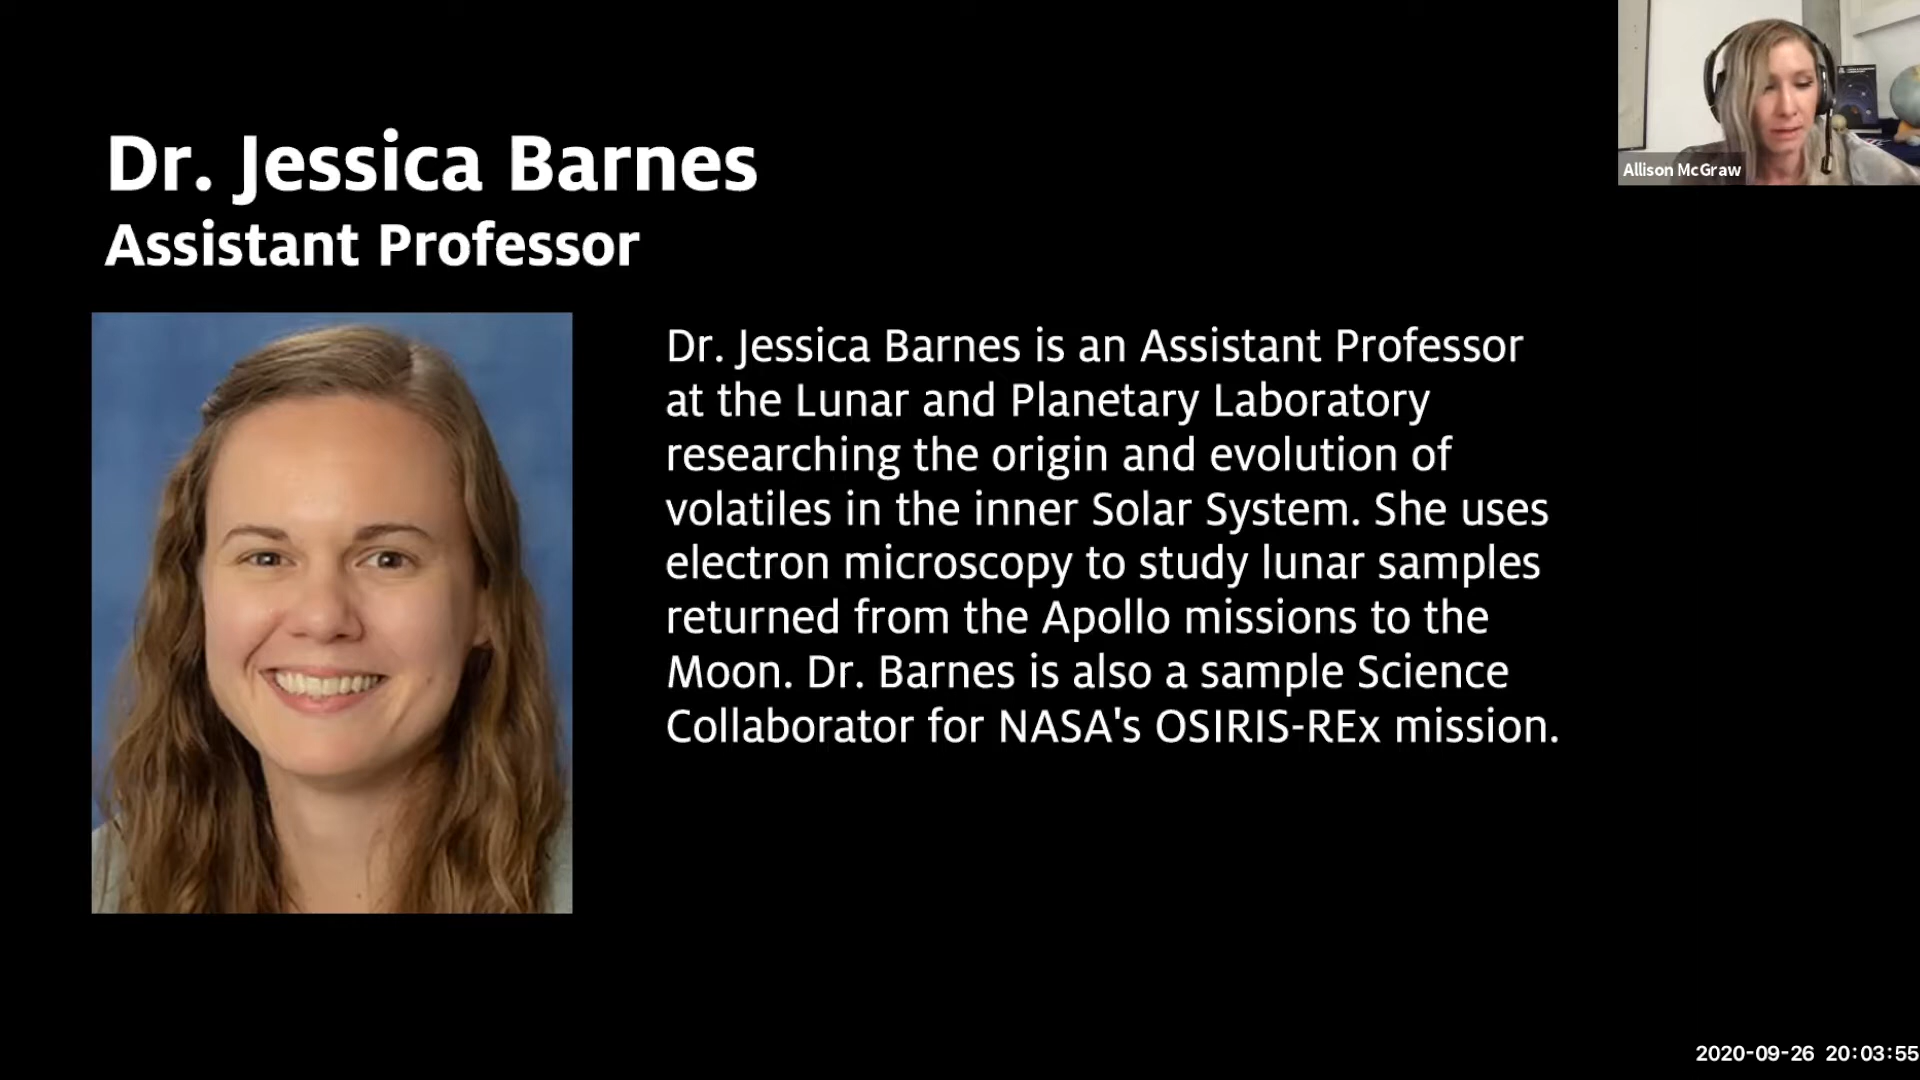 Dr. Jessica Barnes
Assistant Professor
Dr. Jessica Barnes is an Assistant Professor
at the Lunar and Planetary Laboratory
researching the origin and evolution of
volatiles in the inner Solar System. She uses
electron microscopy to study lunar samples
returned from the Apollo missions to the
Moon. Dr. Barnes is also a sample Science
Collaborator for NASA's OSIRIS-REx mission.
Allison McGraw
2020-09-26 20:03:55